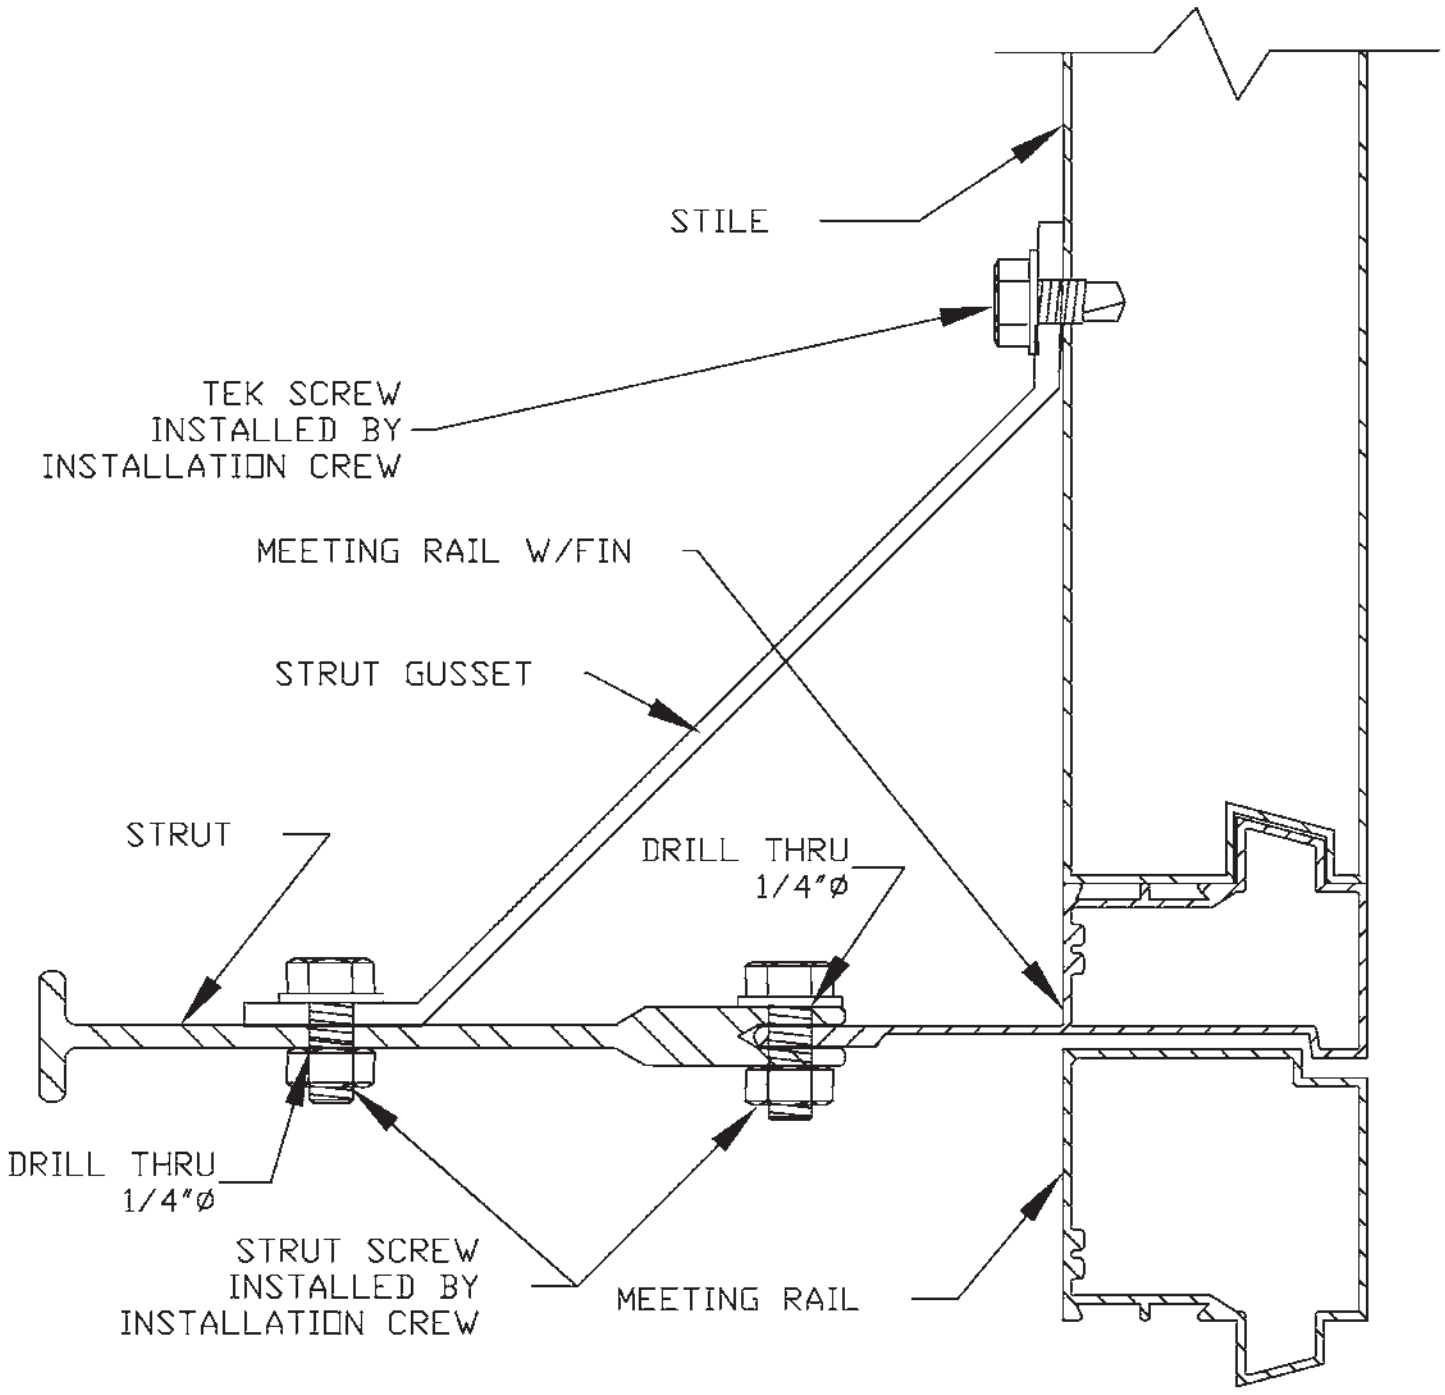 STILE
TEK SCREW
INSTALLED BY
INSTALLATION CREW
MEETING RAIL W/FIN
STRUT GUSSET
STRUT
DRILL THRU
1/4"Ø
DRILL THRU
1/4"Ø
STRUT SCREW
INSTALLED BY
INSTALLATION CREW
MEETING RAIL